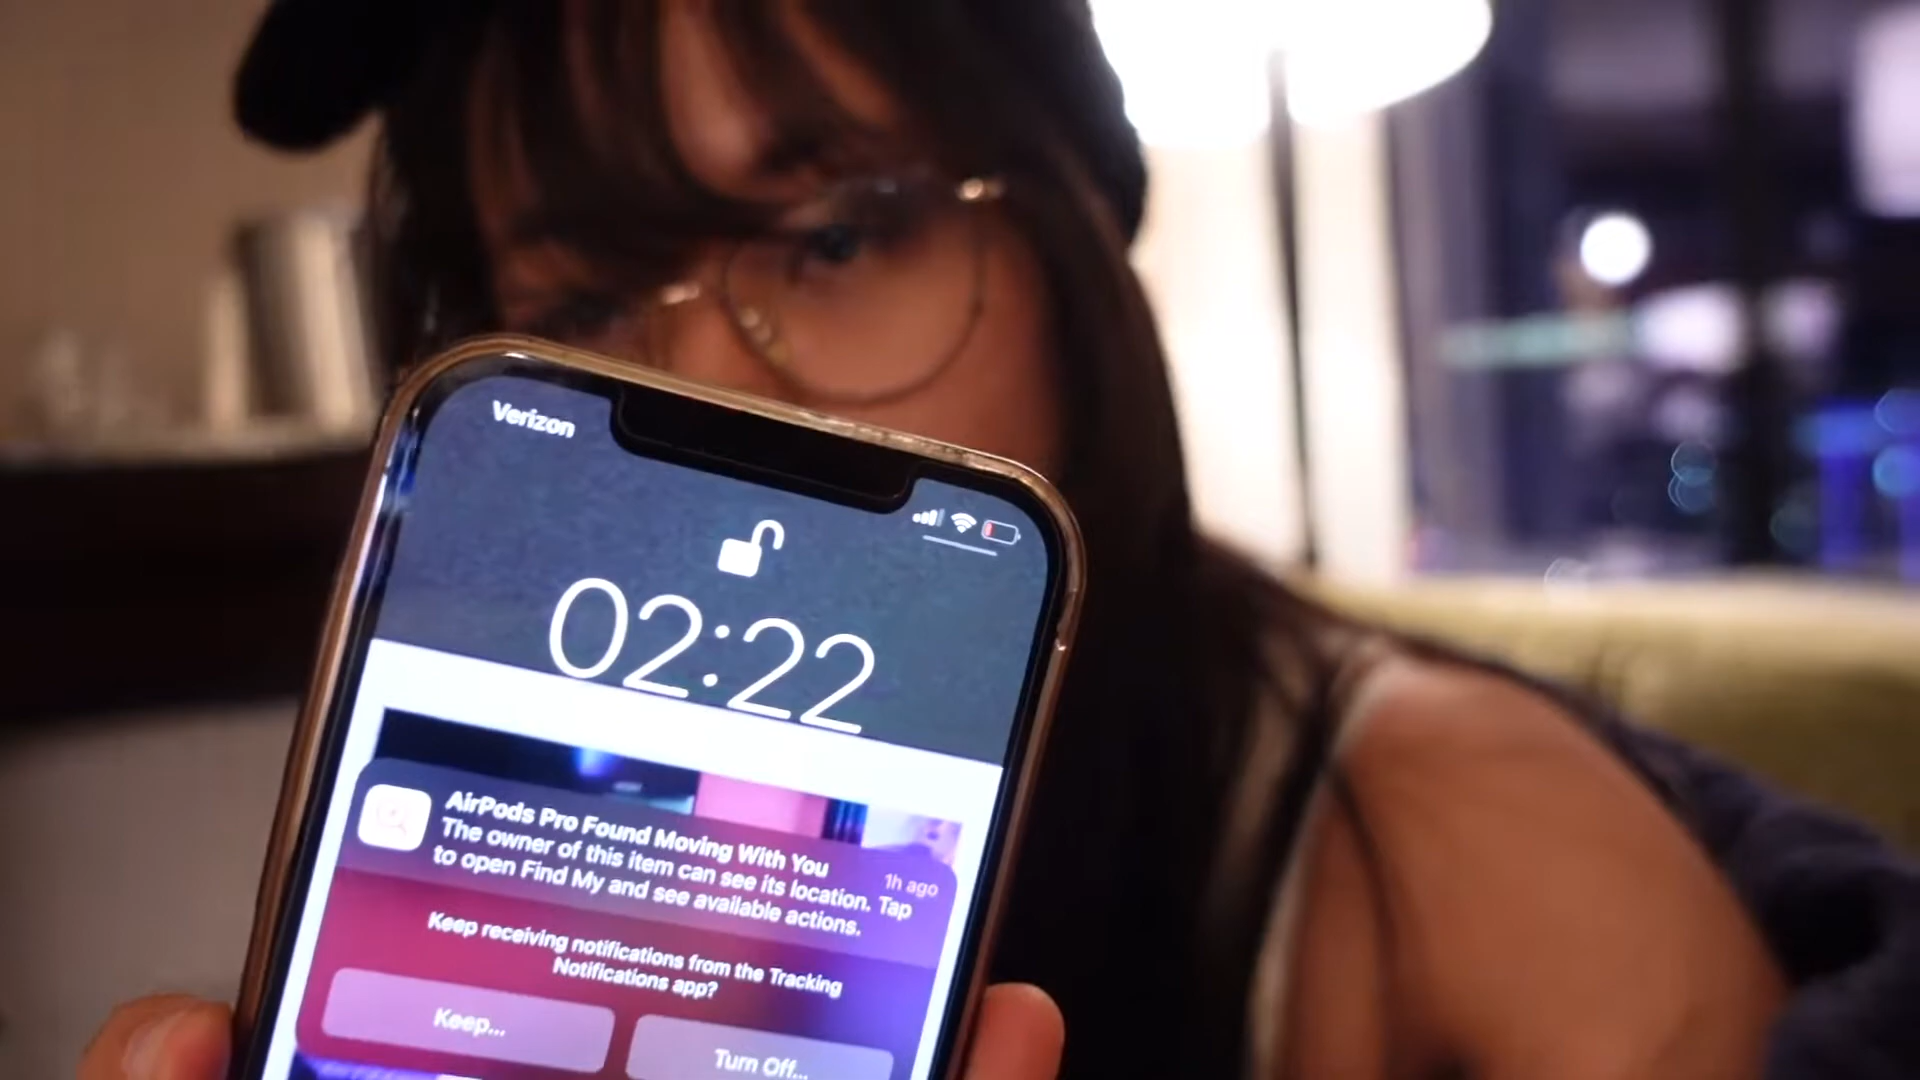 Verizon
02:22
AirPods Pro Found Moving With You
1h ago
The owner of this item can see its location. Tap
to open Find My and see available actions.
Keep receiving notifications from the Tracking
Notifications app?
Keep...
Turn Off...